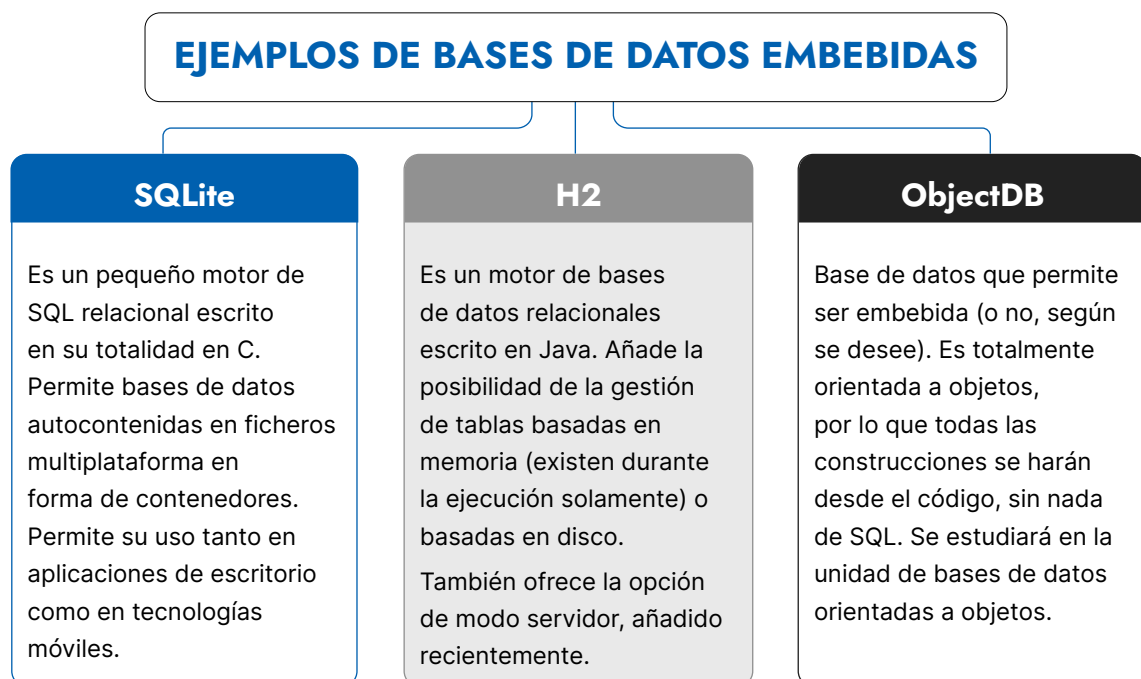 EJEMPLOS DE BASES DE DATOS EMBEBIDAS
SQLite
Es un pequeño motor de
SQL relacional escrito
en su totalidad en C.
Permite bases de datos
autocontenidas en ficheros
multiplataforma en
forma de contenedores.
Permite su uso tanto en
aplicaciones de escritorio
como en tecnologías
móviles.
H2
Es un motor de bases
de datos relacionales
escrito en Java. Añade la
posibilidad de la gestión
de tablas basadas en
memoria (existen durante
la ejecución solamente) o
basadas en disco.
También ofrece la opción
de modo servidor, añadido
recientemente.
ObjectDB
Base de datos que permite
ser embebida (o no, según
se desee). Es totalmente
orientada a objetos,
por lo que todas las
construcciones se harán
desde el código, sin nada
de SQL. Se estudiará en la
unidad de bases de datos
orientadas a objetos.